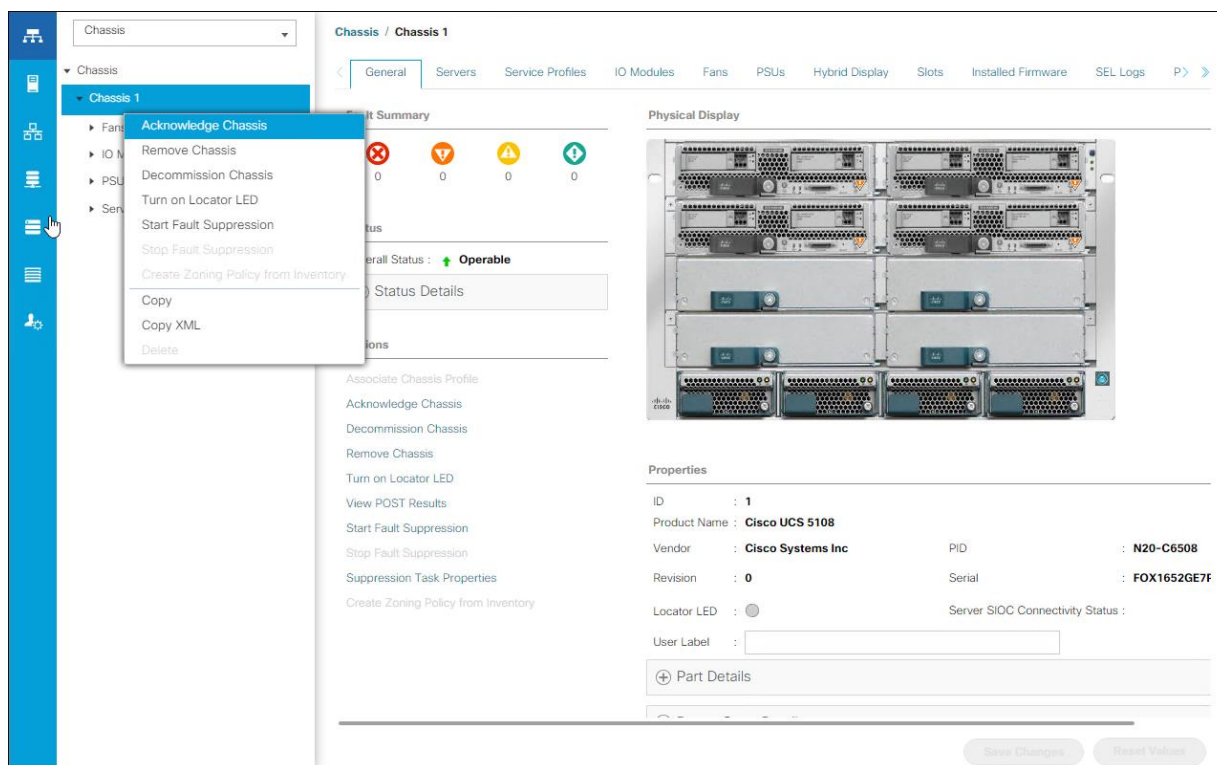 Chassis
Chassis
Chassis 1
Fans
IO M
PSU
Serv
Acknowledge Chassis
Remove Chassis
Decommission Chassis
Turn on Locator LED
Start Fault Suppression
Stop Fault Suppression
Create Zoning Policy from Inventory
Copy
Copy XML
Delete
Chassis / Chassis 1
General Servers Service Profiles IO Modules Fans PSUs Hybrid Display Slots Installed Firmware SEL Logs P
lt Summary
0 0 0 0
tus
erall Status : Operable
Status Details
ions
Associate Chassis Profile
Acknowledge Chassis
Decommission Chassis
Remove Chassis
Turn on Locator LED
View POST Results
Start Fault Suppression
Stop Fault Suppression
Suppression Task Properties
Create Zoning Policy from Inventory
Physical Display
CISCO
Properties
ID : 1
Product Name : Cisco UCS 5108
Vendor : Cisco Systems Inc PID : N20-C6508
Revision : 0 Serial : FOX1652GE7F
Locator LED : Server SIOC Connectivity Status :
User Label :
Part Details
Save Changes Reset Values